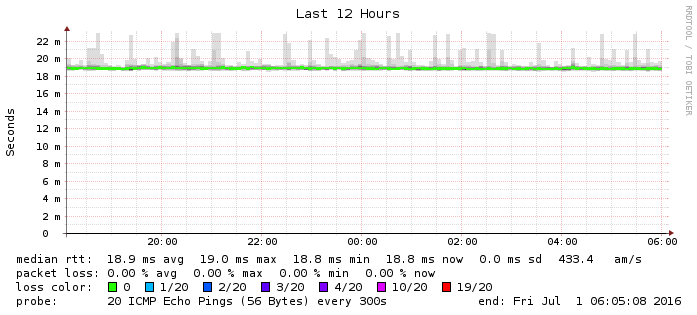 Last 12 Hours
RRDTOOL / TOBI OETIKER
Seconds
22 m
20 m
18 m
16 m
14 m
12 m
10 m
8 m
6 m
4 m
2 m
0
20:00 22:00 00:00 02:00 04:00 06:00
median rtt: 18.9 ms avg 19.0 ms max 18.8 ms min 18.8 ms now 0.0 ms sd 433.4 am/s
packet loss: 0.00 % avg 0.00 % max 0.00 % min 0.00 % now
loss color: 0 1/20 2/20 3/20 4/20 10/20 19/20
probe: 20 ICMP Echo Pings (56 Bytes) every 300s end: Fri Jul 1 06:05:08 2016